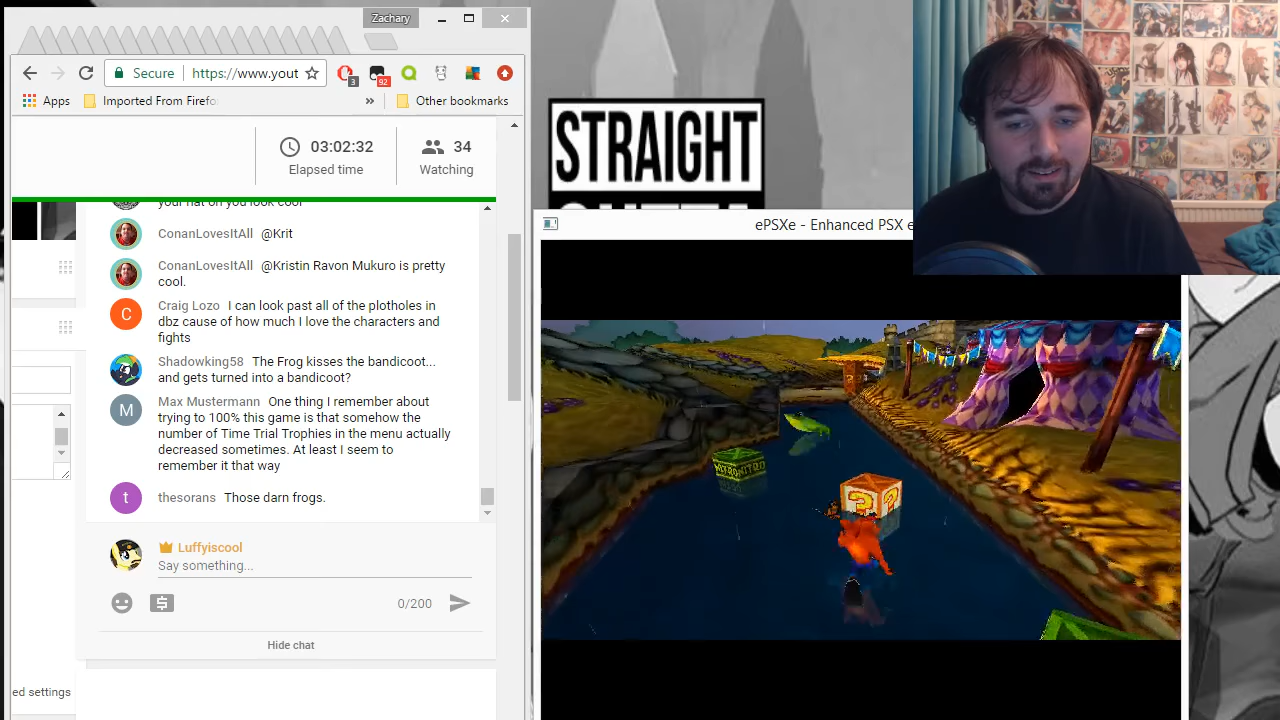 Zachary
Secure
https://www.yout
3
92
Apps
Imported From Firefo
»
Other bookmarks
03:02:32
Elapsed time
34
Watching
your hat on you look cool
ConanLovesItAll @Krit
ConanLovesItAll @Kristin Ravon Mukuro is pretty
cool.
C
Craig Lozo I can look past all of the plotholes in
dbz cause of how much I love the characters and
fights
Shadowking58 The Frog kisses the bandicoot...
and gets turned into a bandicoot?
M
Max Mustermann One thing I remember about
trying to 100% this game is that somehow the
number of Time Trial Trophies in the menu actually
decreased sometimes. At least I seem to
remember it that way
t
thesorans Those darn frogs.
Luffyiscool
Say something...
0/200
Hide chat
ed settings
STRAIGHT
ePSXe - Enhanced PSX e
NITRO
? ?